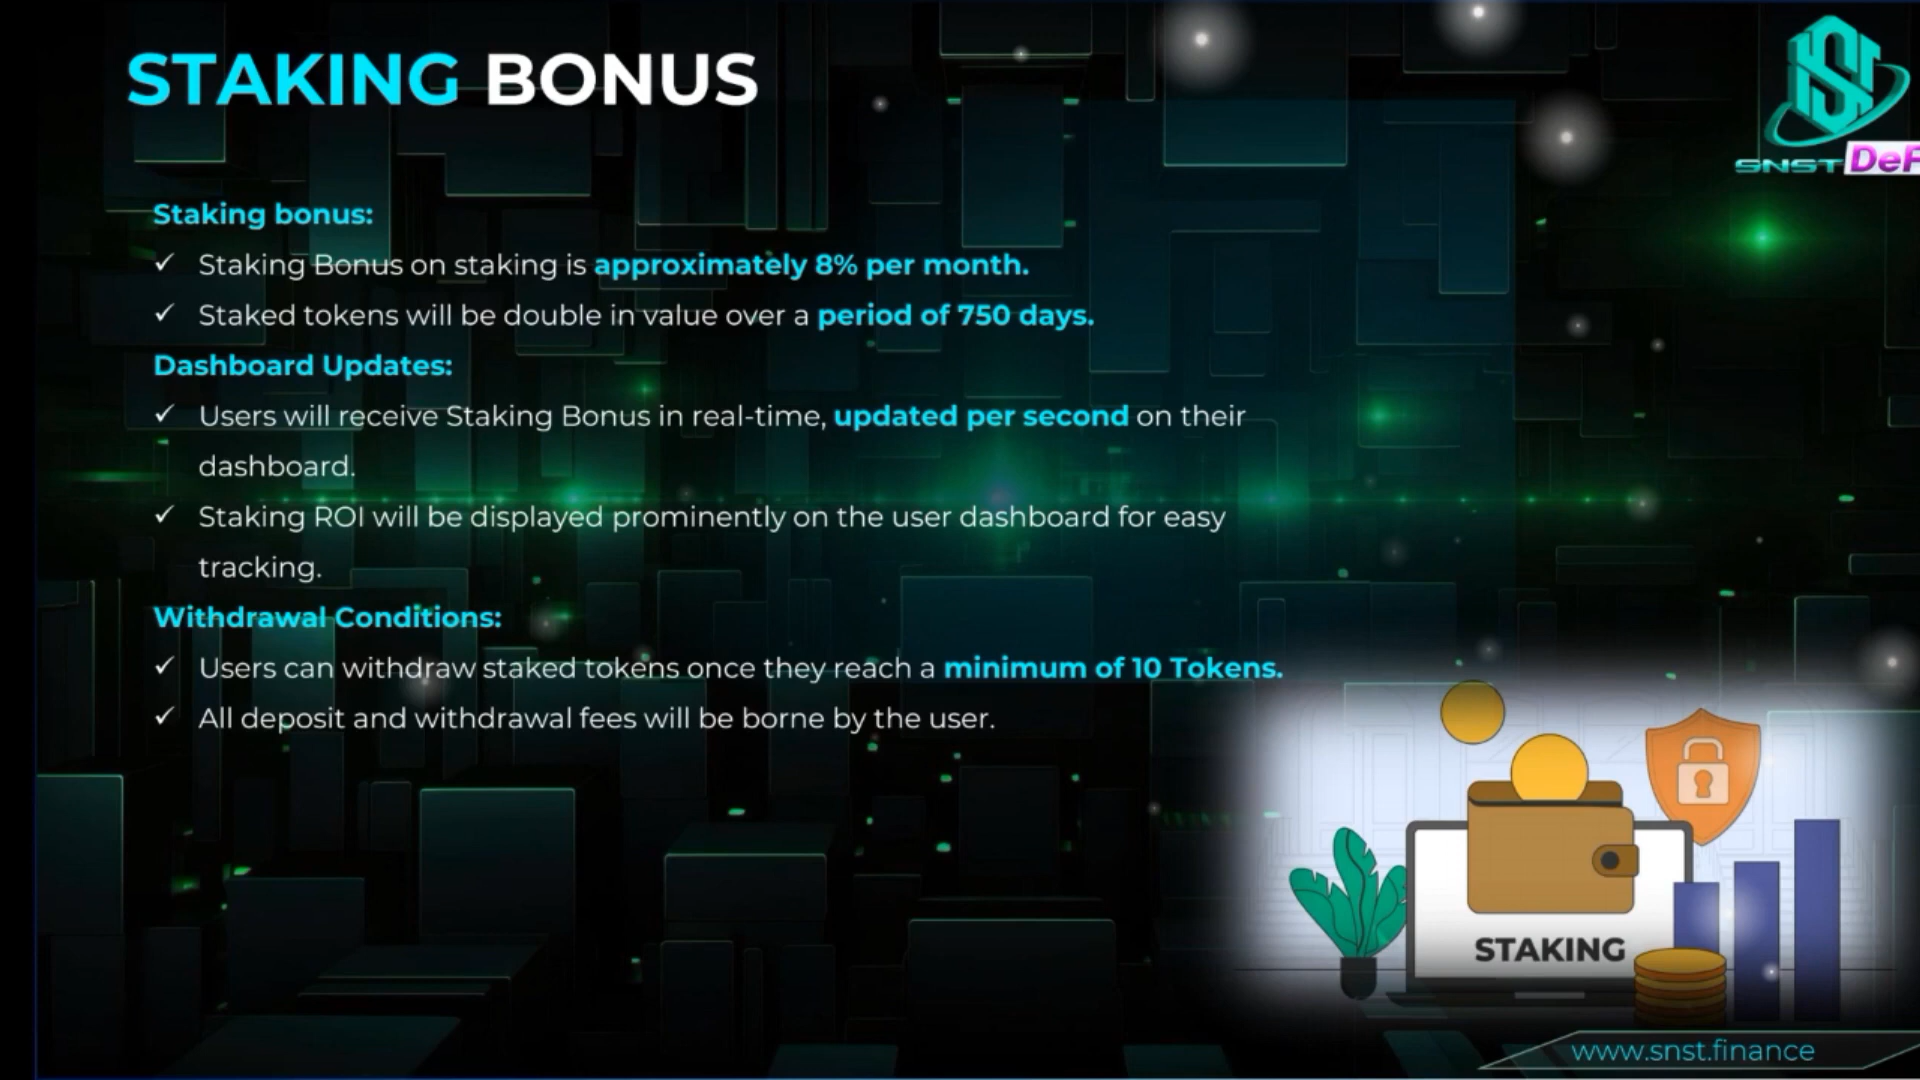 STAKING BONUS
SNST DeF
Staking bonus:
✓ Staking Bonus on staking is approximately 8% per month.
✓ Staked tokens will be double in value over a period of 750 days.
Dashboard Updates:
✓ Users will receive Staking Bonus in real-time, updated per second on their
dashboard.
✓ Staking ROI will be displayed prominently on the user dashboard for easy
tracking.
Withdrawal Conditions:
✓ Users can withdraw staked tokens once they reach a minimum of 10 Tokens.
✓ All deposit and withdrawal fees will be borne by the user.
STAKING
www.snst.finance